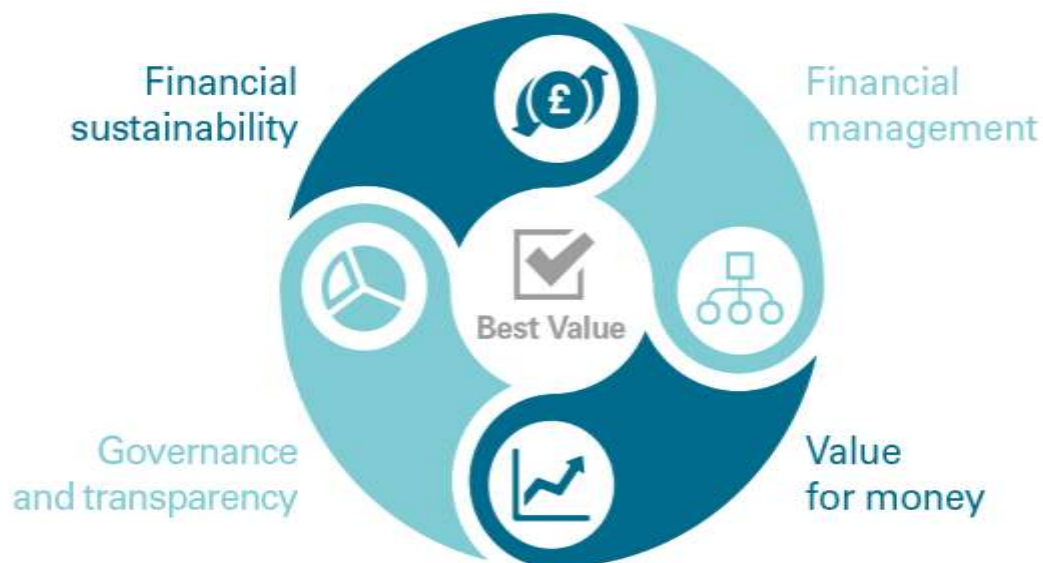 Financial
sustainability
Financial
management
£
Best Value
Governance
and transparency
Value
for money